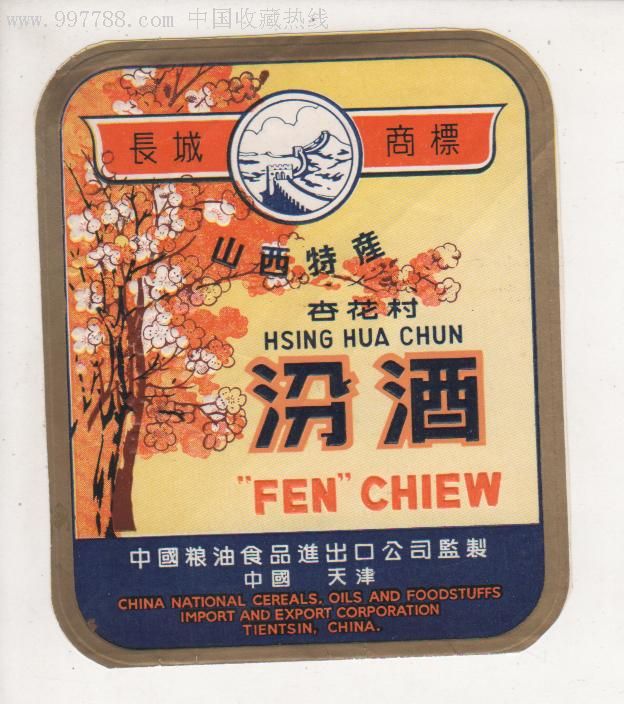 www.997788.com 中国收藏热线
長城 商標
山西特産
杏花村
HSING HUA CHUN
汾酒
"FEN" CHIEW
中國粮油食品進出口公司監製
中國 天津
CHINA NATIONAL CEREALS, OILS AND FOODSTUFFS
IMPORT AND EXPORT CORPORATION
TIENTSIN, CHINA.